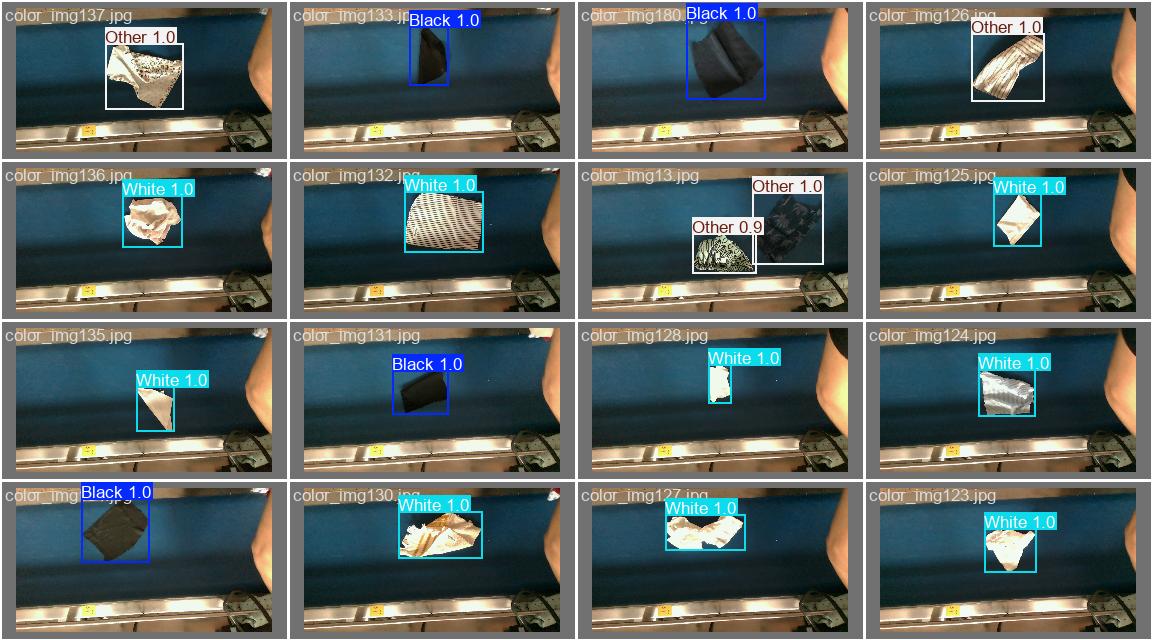 color_img137.jpg
Other 1.0
color_img133.jpg
Black 1.0
color_img180.jpg
Black 1.0
color_img126.jpg
Other 1.0
color_img136.jpg
White 1.0
color_img132.jpg
White 1.0
color_img13.jpg
Other 1.0
Other 0.9
color_img125.jpg
White 1.0
color_img135.jpg
White 1.0
color_img131.jpg
Black 1.0
color_img128.jpg
White 1.0
color_img124.jpg
White 1.0
Black 1.0
color_img130.jpg
White 1.0
color_img127.jpg
White 1.0
color_img123.jpg
White 1.0